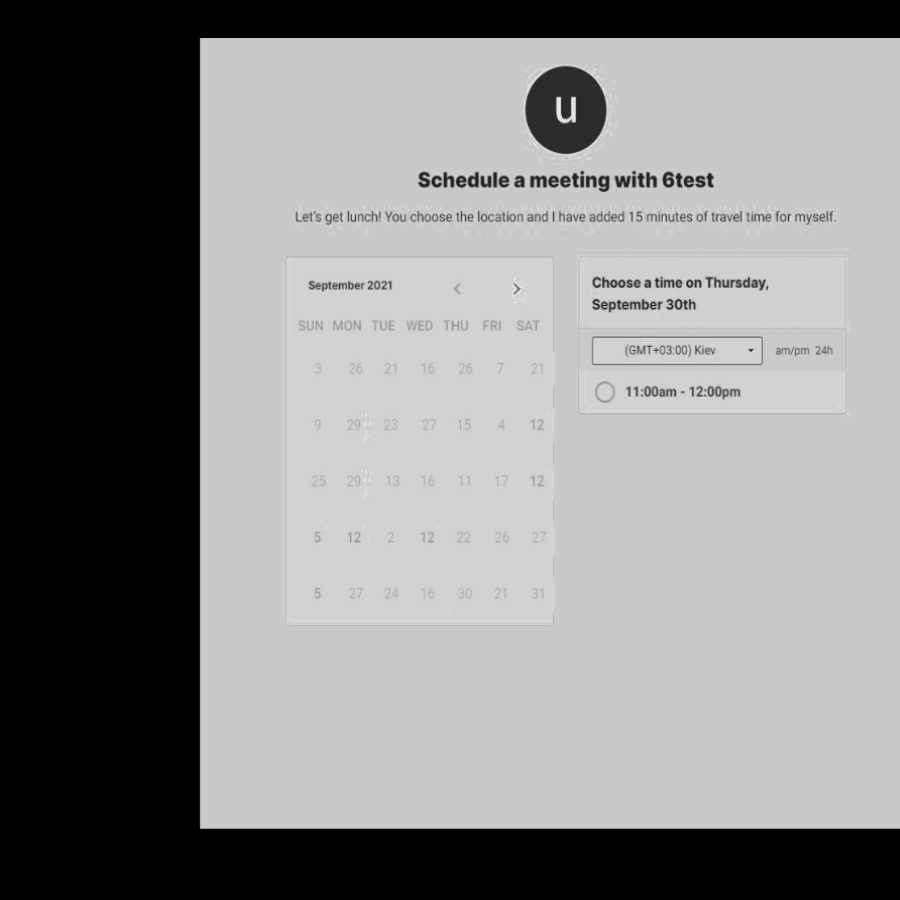 u
Schedule a meeting with 6test
Let's get lunch! You choose the location and I have added 15 minutes of travel time for myself.
September 2021
SUN MON TUE WED THU FRI SAT
3 26 21 16 26 7 21
9 29 23 27 15 4 12
25 29 13 16 11 17 12
5 12 2 12 22 26 27
5 27 24 16 30 21 31
Choose a time on Thursday,
September 30th
(GMT+03:00) Kiev am/pm 24h
11:00am - 12:00pm